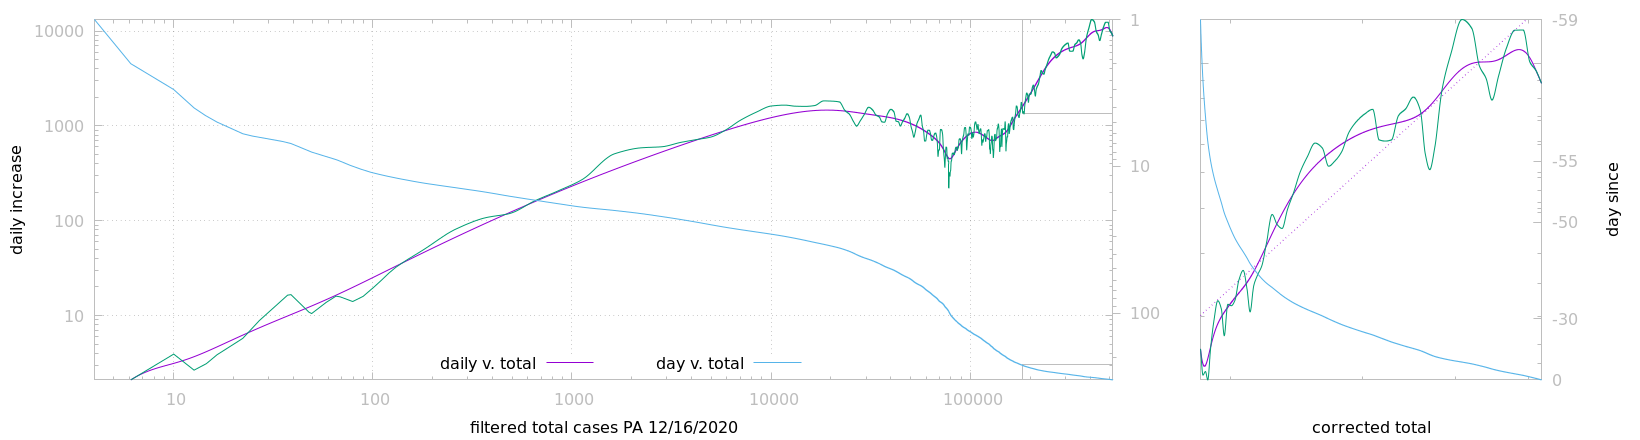 10000
1000
100
10
daily increase
10
100
1000
10000
100000
filtered total cases PA 12/16/2020
daily v. total
day v. total
1
10
100
-59
-55
-50
-30
0
day since
corrected total